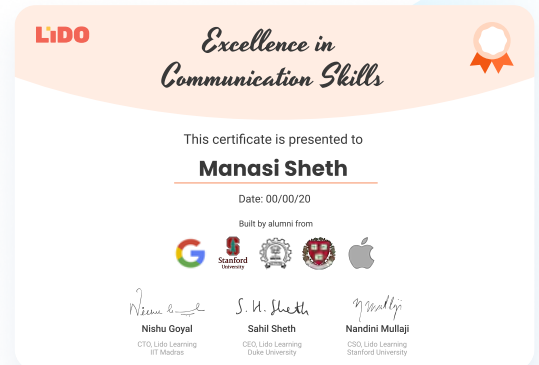 LiDO
Excellence in
Communication Skills
This certificate is presented to
Manasi Sheth
Date: 00/00/20
Built by alumni from
Stanford
University
S. H. Sheth
Nishu Goyal
Sahil Sheth
Nandini Mullaji
CTO, Lido Learning
CEO, Lido Learning
CSO, Lido Learning
IIT Madras
Duke University
Stanford University